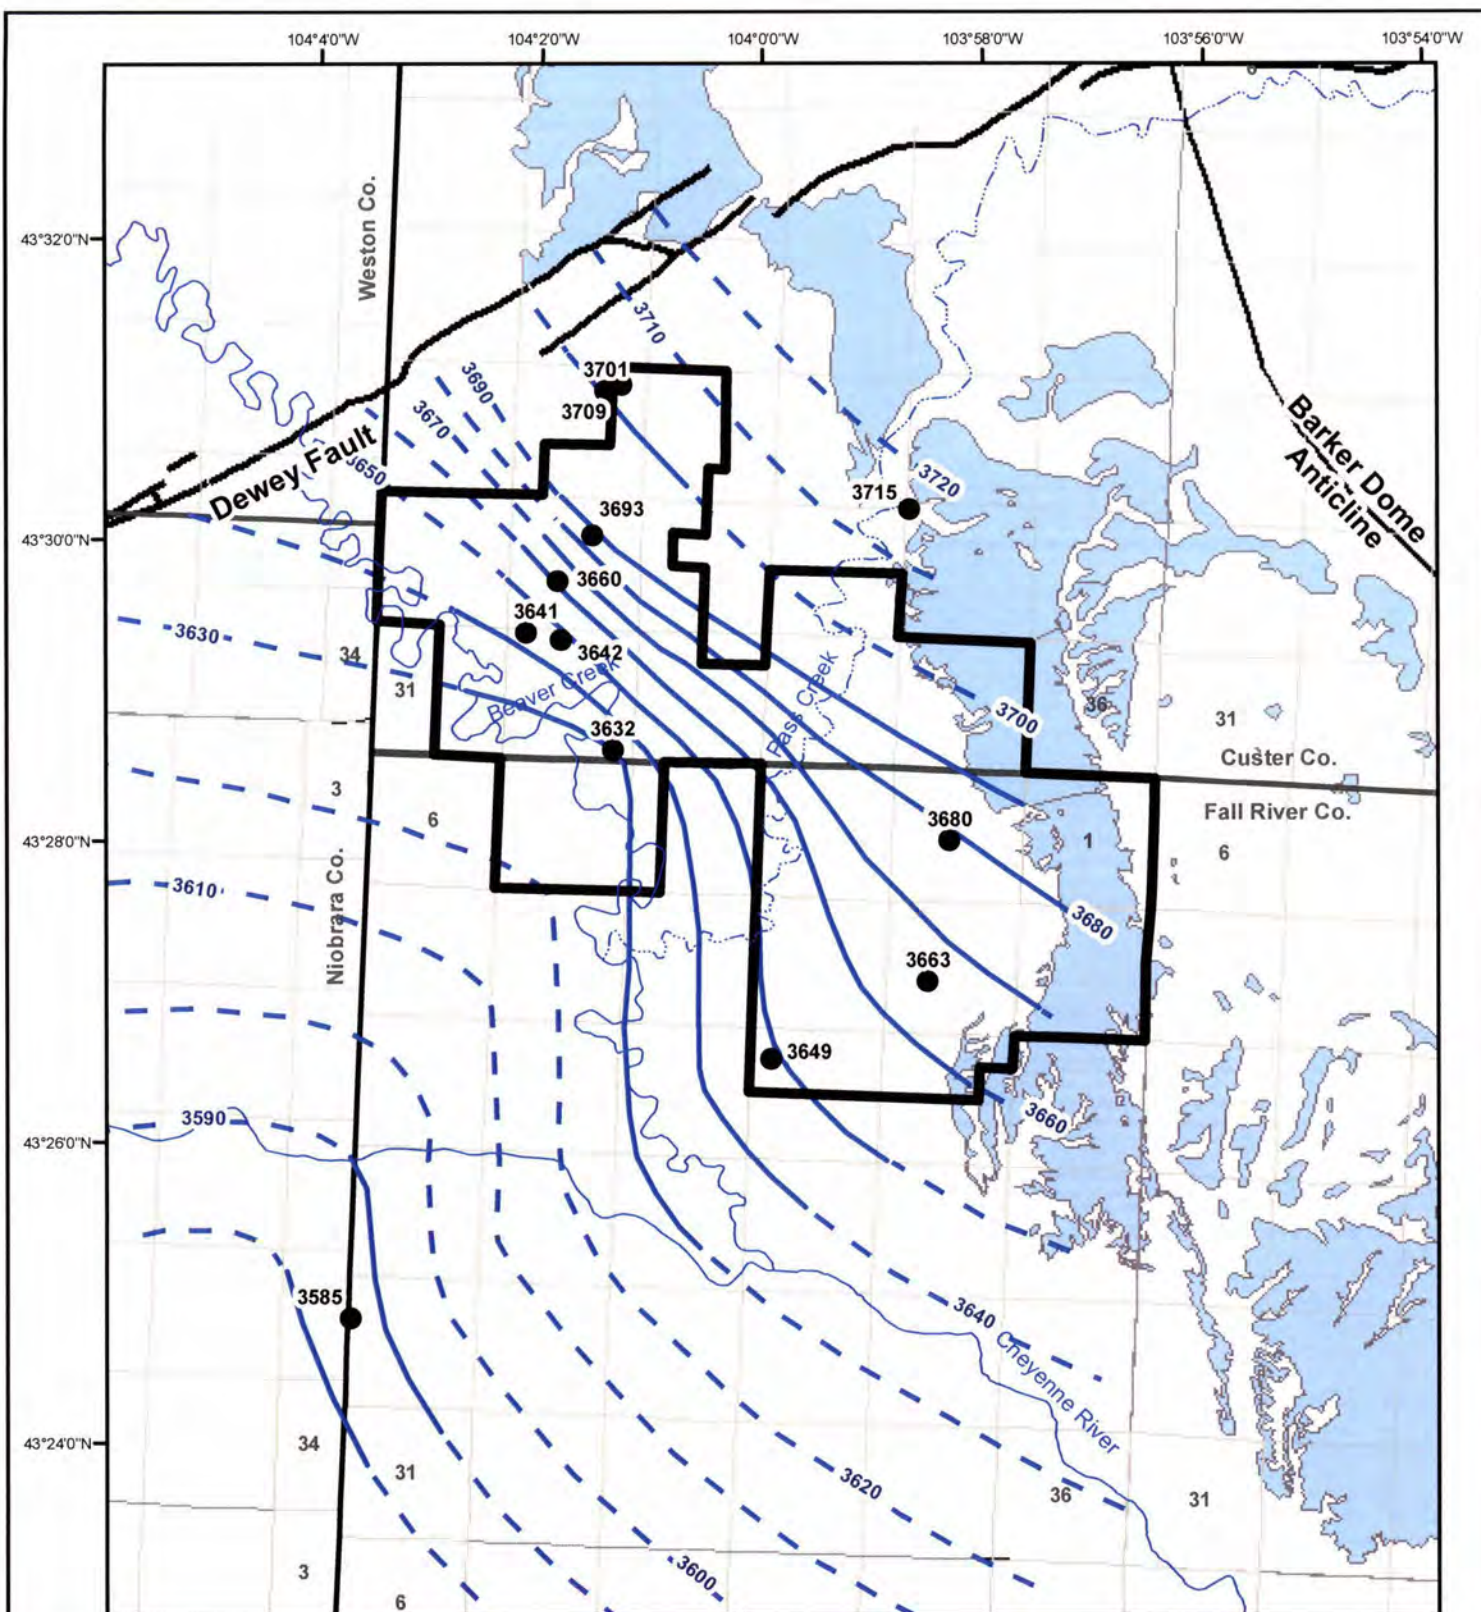 104°4'0"W 104°2'0"W 104°0'0"W 103°58'0"W 103°56'0"W 103°54'0"W
43°32'0"N
43°30'0"N
43°28'0"N
43°26'0"N
43°24'0"N
Weston Co.
Dewey Fault
Barker Dome
Anticline
3710
3701
3709
3690
3670
3650
3693
3715
3720
3660
3641
3642
3630
34
31
Beaver Creek
Pass Creek
3632
3700
36
31
Custer Co.
Fall River Co.
3
6
3680
1
6
3610
Niobrara Co.
3680
3663
3649
3660
3590
3585
3640
Cheyenne River
34
31
3620
36
31
3600
3
6